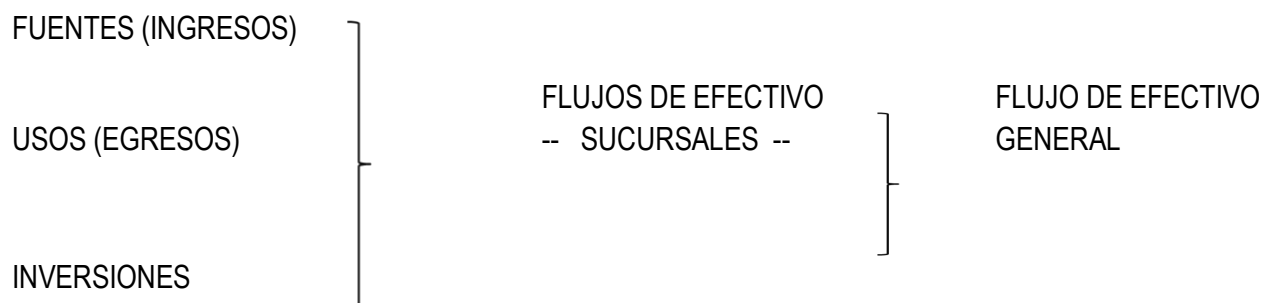 FUENTES (INGRESOS)
FLUJOS DE EFECTIVO FLUJO DE EFECTIVO
USOS (EGRESOS) -- SUCURSALES -- GENERAL
INVERSIONES